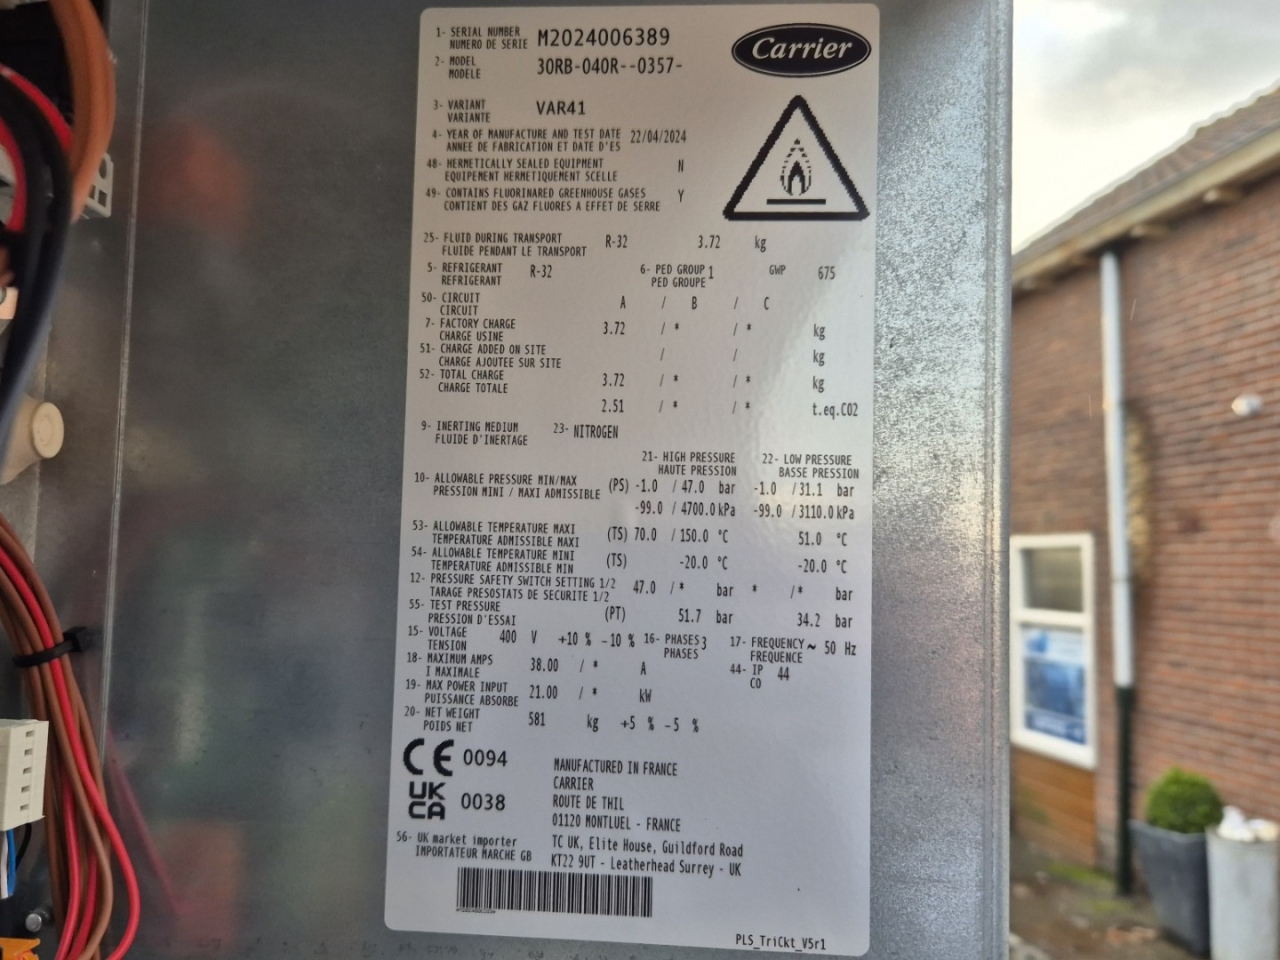 1- SERIAL NUMBER M2024006389
NUMERO DE SERIE
Carrier
2- MODEL 30RB-040R--0357-
MODELE
3- VARIANT VAR41
VARIANTE
4- YEAR OF MANUFACTURE AND TEST DATE 22/04/2024
ANNEE DE FABRICATION ET DATE D'ES
48- HERMETICALLY SEALED EQUIPMENT N
EQUIPEMENT HERMETIQUEMENT SCELLE
49- CONTAINS FLUORINARED GREENHOUSE GASES Y
CONTIENT DES GAZ FLUORES A EFFET DE SERRE
25- FLUID DURING TRANSPORT R-32 3.72 kg
FLUIDE PENDANT LE TRANSPORT
5- REFRIGERANT R-32 6- PED GROUP 1 GWP 675
REFRIGERANT PED GROUPE
50- CIRCUIT A / B / C
CIRCUIT
7- FACTORY CHARGE 3.72 / * / * kg
CHARGE USINE
51- CHARGE ADDED ON SITE / / kg
CHARGE AJOUTEE SUR SITE
52- TOTAL CHARGE 3.72 / * / * kg
CHARGE TOTALE
2.51 / * / * t.eq.CO2
9- INERTING MEDIUM 23- NITROGEN
FLUIDE D'INERTAGE
21- HIGH PRESSURE 22- LOW PRESSURE
HAUTE PRESSION BASSE PRESSION
10- ALLOWABLE PRESSURE MIN/MAX (PS) -1.0 / 47.0 bar -1.0 /31.1 bar
PRESSION MINI / MAXI ADMISSIBLE
-99.0 / 4700.0kPa -99.0 / 3110.0kPa
53- ALLOWABLE TEMPERATURE MAXI (TS) 70.0 / 150.0 °C 51.0 °C
TEMPERATURE ADMISSIBLE MAXI
54- ALLOWABLE TEMPERATURE MINI (TS) -20.0 °C -20.0 °C
TEMPERATURE ADMISSIBLE MIN
12- PRESSURE SAFETY SWITCH SETTING 1/2 47.0 / * bar * /* bar
TARAGE PRESOSTATS DE SECURITE 1/2
55- TEST PRESSURE (PT) 51.7 bar 34.2 bar
PRESSION D'ESSAI
15- VOLTAGE 400 V +10 % -10 % 16- PHASES 3 17- FREQUENCY ~ 50 Hz
TENSION PHASES FREQUENCE
18- MAXIMUM AMPS 38.00 / * A 44- IP 44
I MAXIMALE CO
19- MAX POWER INPUT 21.00 / * kW
PUISSANCE ABSORBE
20- NET WEIGHT 581 kg +5 % -5 %
POIDS NET
CE 0094
MANUFACTURED IN FRANCE
CARRIER
UK
CA 0038
ROUTE DE THIL
01120 MONTLUEL - FRANCE
56- UK market importer TC UK, Elite House, Guildford Road
IMPORTATEUR MARCHE GB KT22 9UT - Leatherhead Surrey - UK
PLS_TriCkt_V5r1